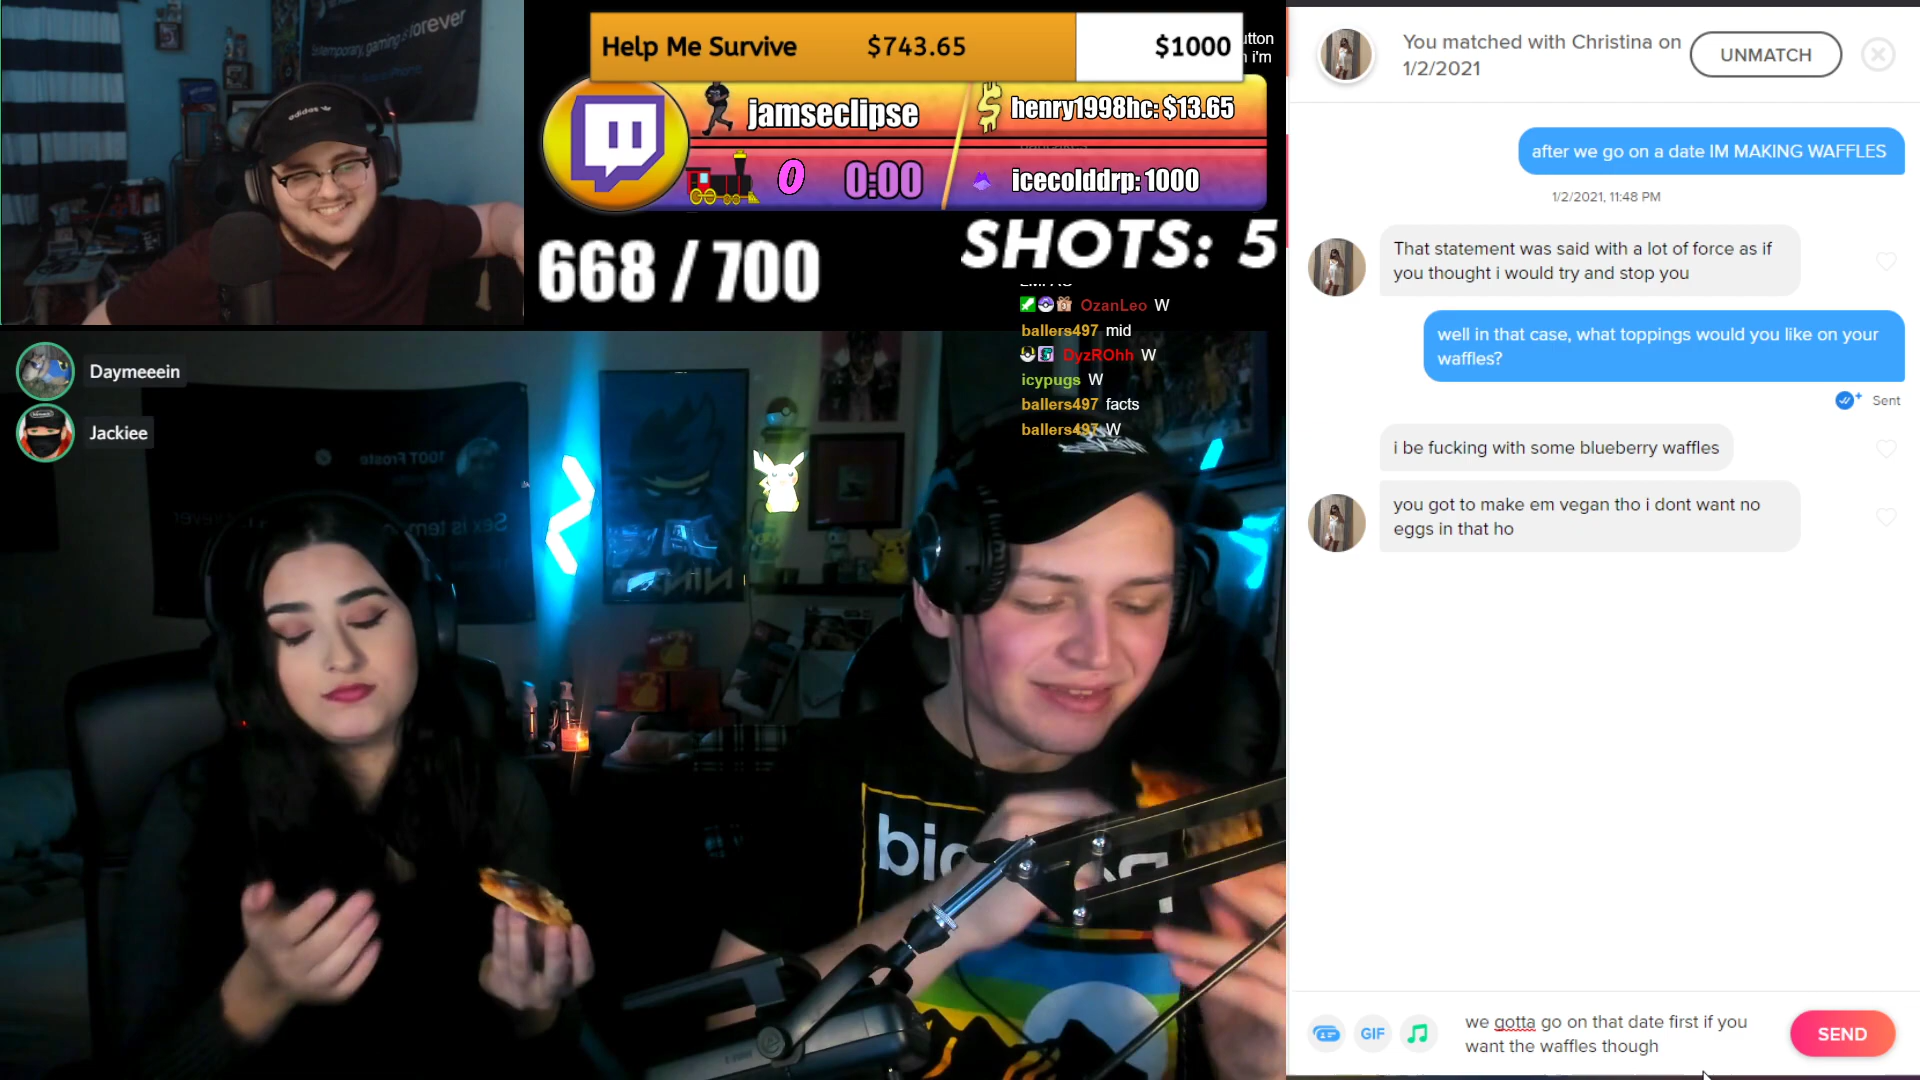 Help Me Survive $743.65 $1000
jamseclipse
henry1998hc: $13.65
0 0:00
icecolddrp: 1000
668 / 700
SHOTS: 5
adidas
OzanLeo W
ballers497 mid
DyzROhh W
icypugs W
ballers497 facts
ballers497 W
Daymeeein
Jackiee
You matched with Christina on
1/2/2021
UNMATCH
after we go on a date IM MAKING WAFFLES
1/2/2021, 11:48 PM
That statement was said with a lot of force as if
you thought i would try and stop you
well in that case, what toppings would you like on your
waffles?
Sent
i be fucking with some blueberry waffles
you got to make em vegan tho i dont want no
eggs in that ho
GIF
we gotta go on that date first if you
want the waffles though
SEND